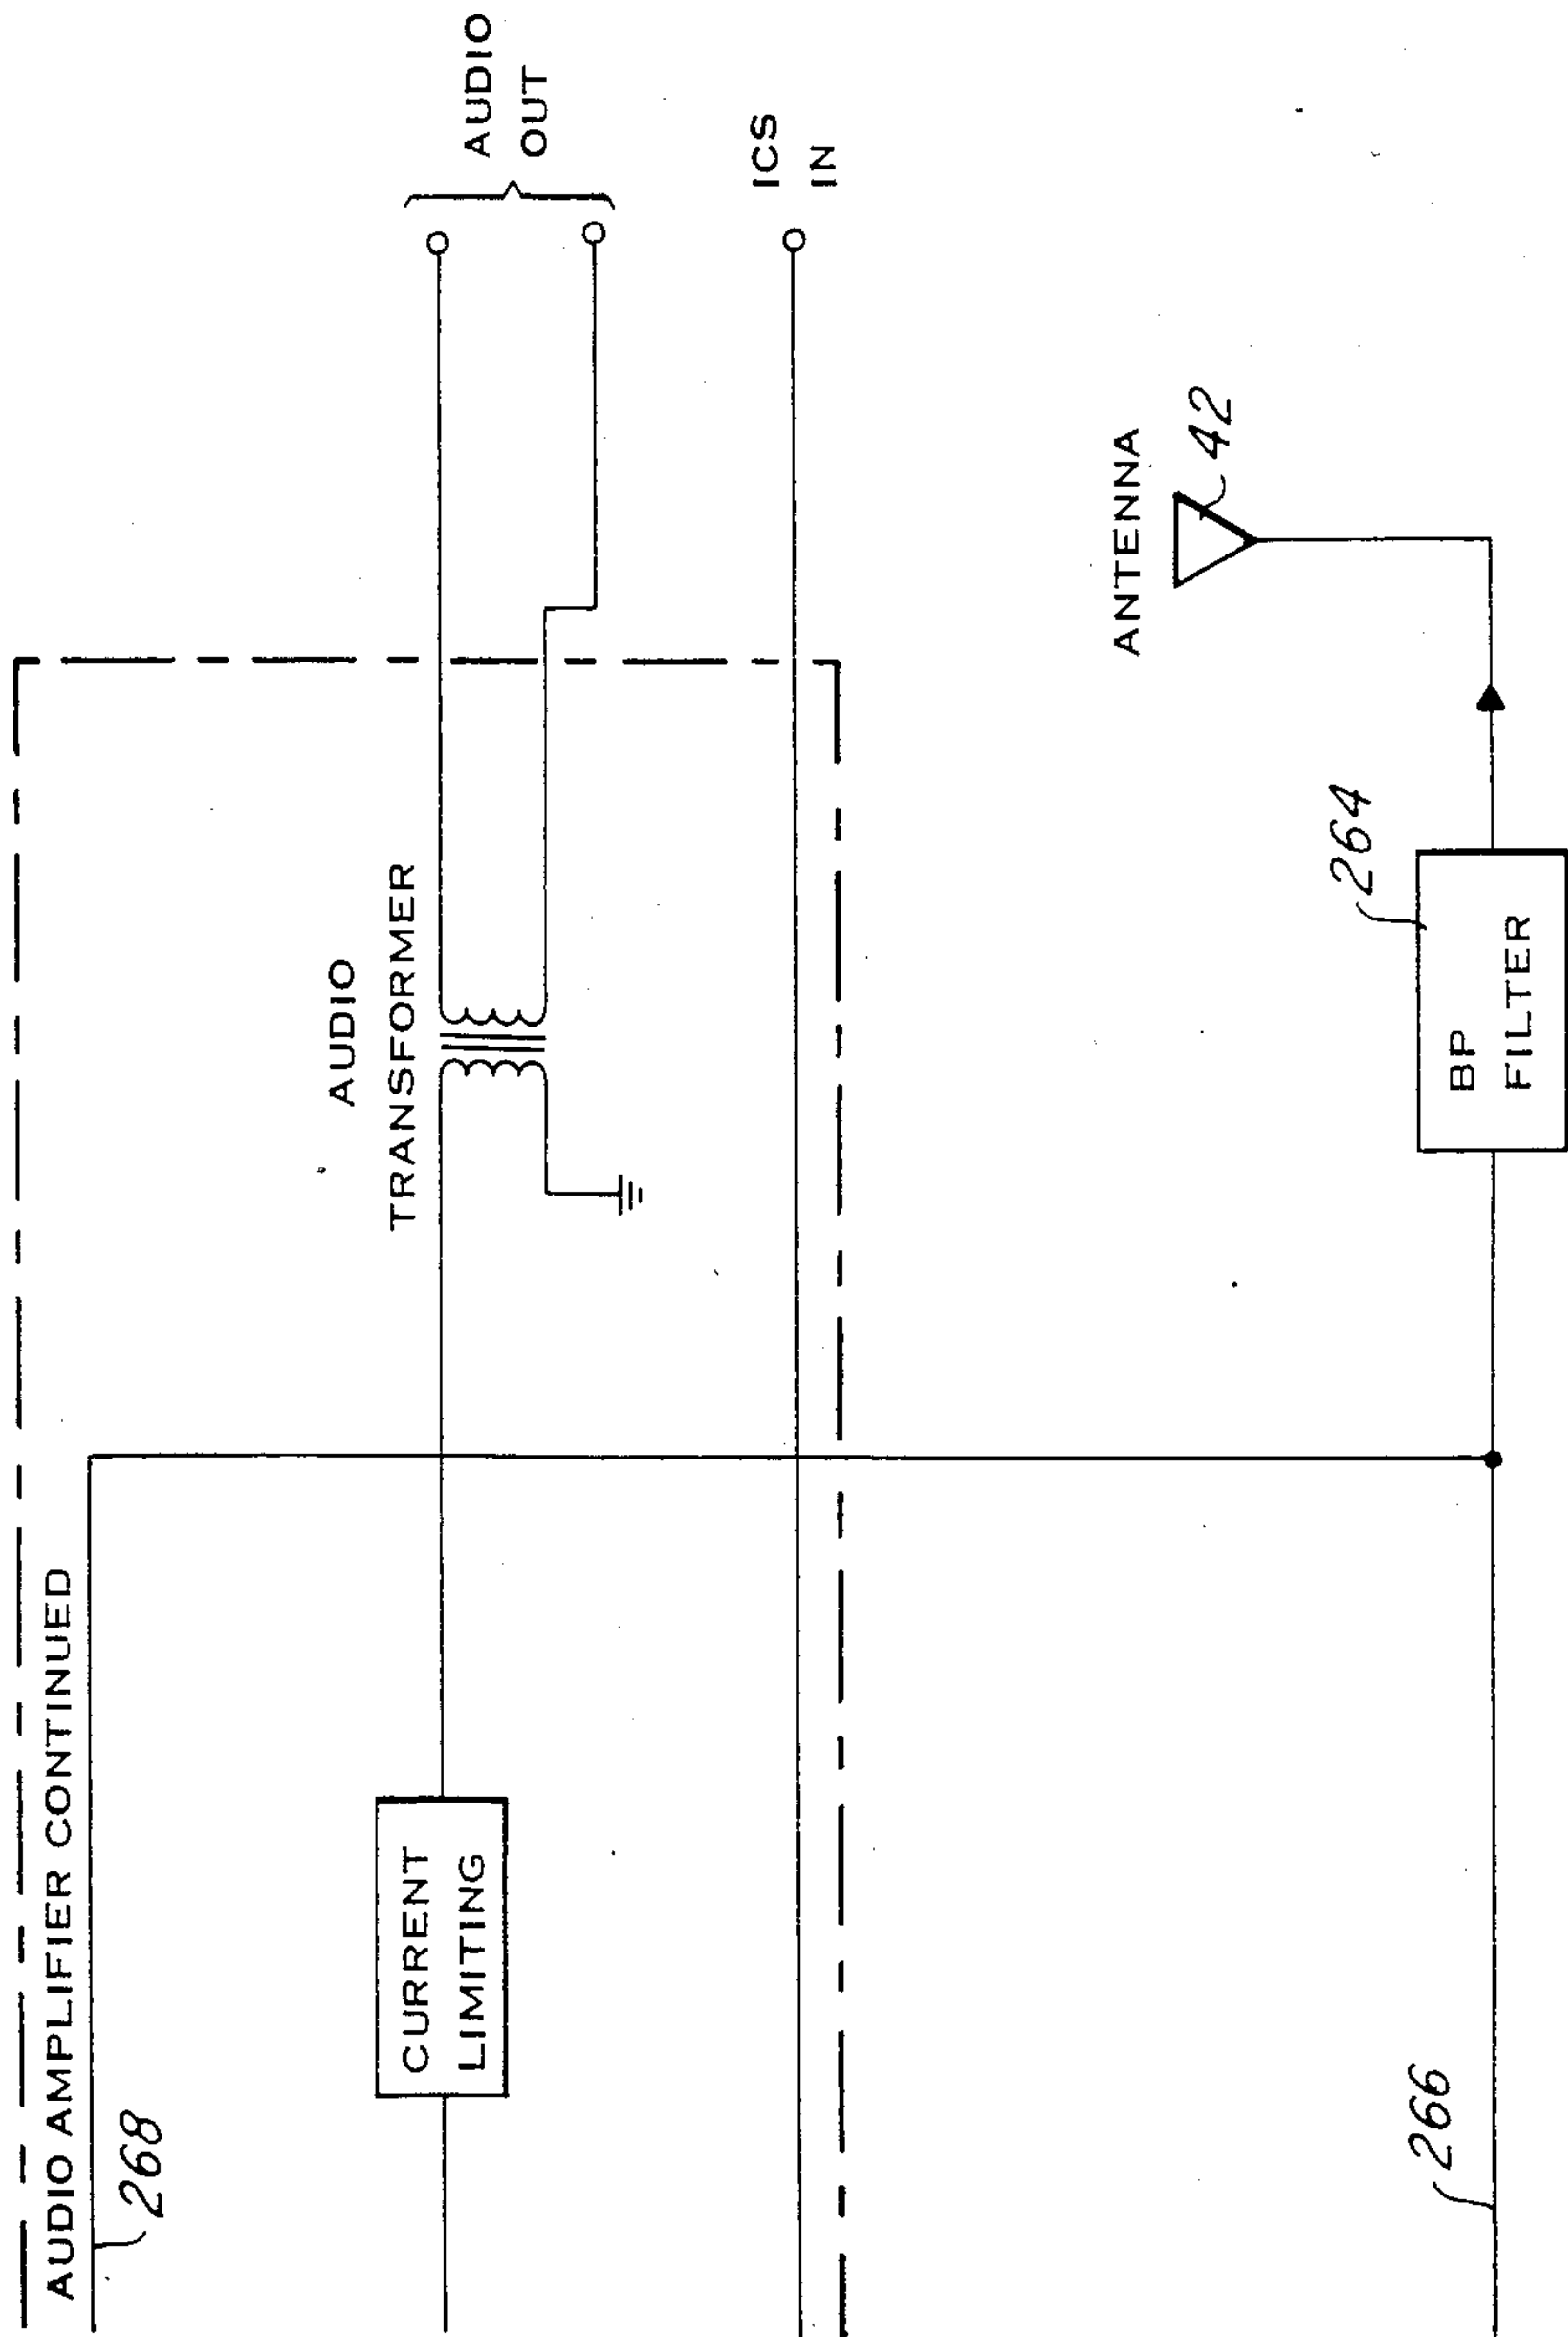 AUDIO AMPLIFIER CONTINUED
268
CURRENT
LIMITING
AUDIO
TRANSFORMER
AUDIO
OUT
ICS
IN
ANTENNA
42
264
BP
FILTER
266